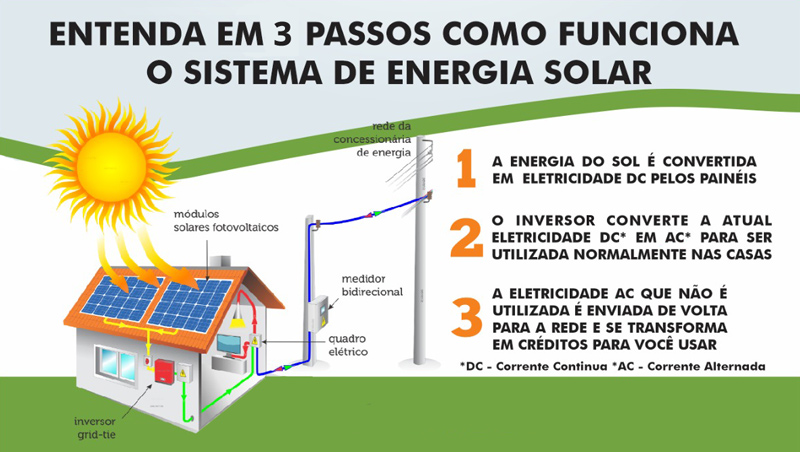 ENTENDA EM 3 PASSOS COMO FUNCIONA
O SISTEMA DE ENERGIA SOLAR
rede da
concessionária
de energia
módulos
solares fotovoltaicos
medidor
bidirecional
quadro
elétrico
inversor
grid-tie
1
A ENERGIA DO SOL É CONVERTIDA
EM ELETRICIDADE DC PELOS PAINÉIS
2
O INVERSOR CONVERTE A ATUAL
ELETRICIDADE DC* EM AC* PARA SER
UTILIZADA NORMALMENTE NAS CASAS
3
A ELETRICIDADE AC QUE NÃO É
UTILIZADA É ENVIADA DE VOLTA
PARA A REDE E SE TRANSFORMA
EM CRÉDITOS PARA VOCÊ USAR
*DC - Corrente Continua *AC - Corrente Alternada